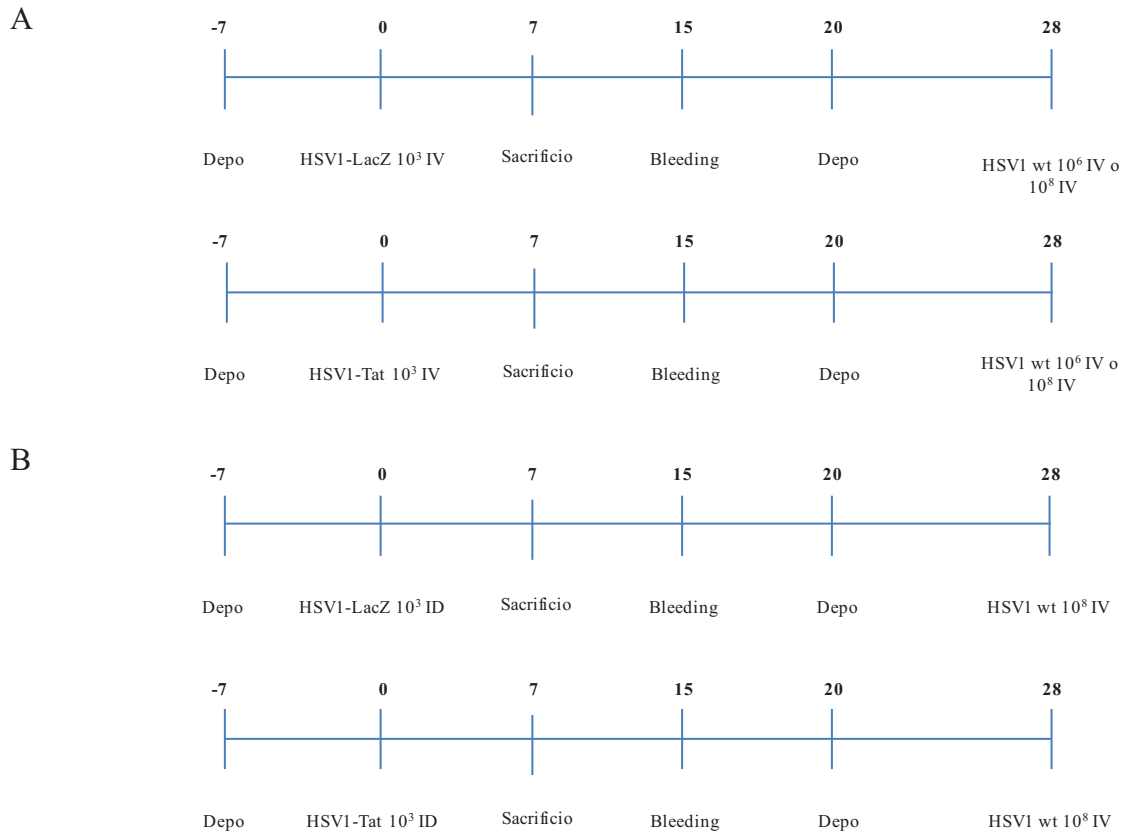 A
-7 0 7 15 20 28
Depo HSV1-LacZ 10³ IV Sacrificio Bleeding Depo HSV1 wt 10⁶ IV o
10⁸ IV
-7 0 7 15 20 28
Depo HSV1-Tat 10³ IV Sacrificio Bleeding Depo HSV1 wt 10⁶ IV o
10⁸ IV
B
-7 0 7 15 20 28
Depo HSV1-LacZ 10³ ID Sacrificio Bleeding Depo HSV1 wt 10⁸ IV
-7 0 7 15 20 28
Depo HSV1-Tat 10³ ID Sacrificio Bleeding Depo HSV1 wt 10⁸ IV